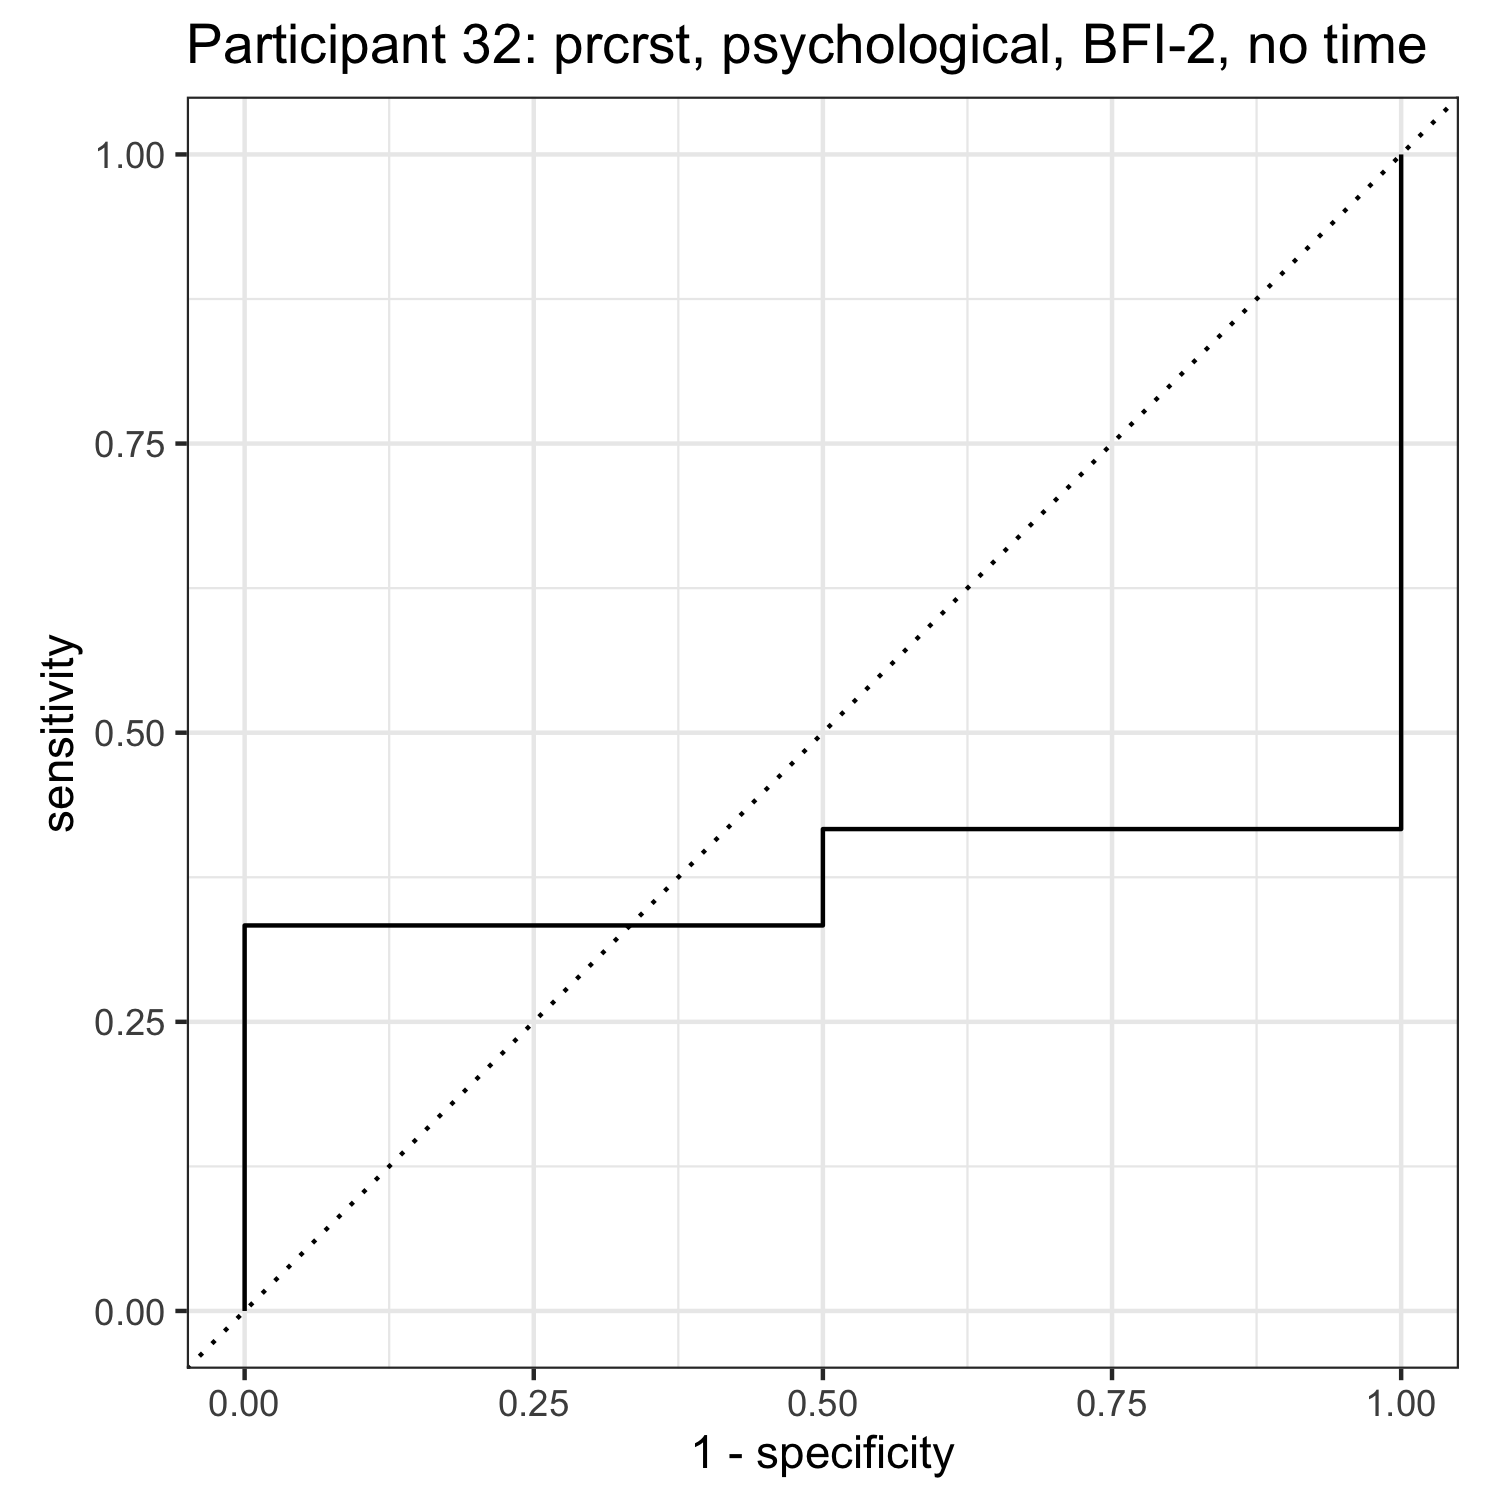 Participant 32: prcrst, psychological, BFI-2, no time
sensitivity
1.00
0.75
0.50
0.25
0.00
0.00 0.25 0.50 0.75 1.00
1 - specificity